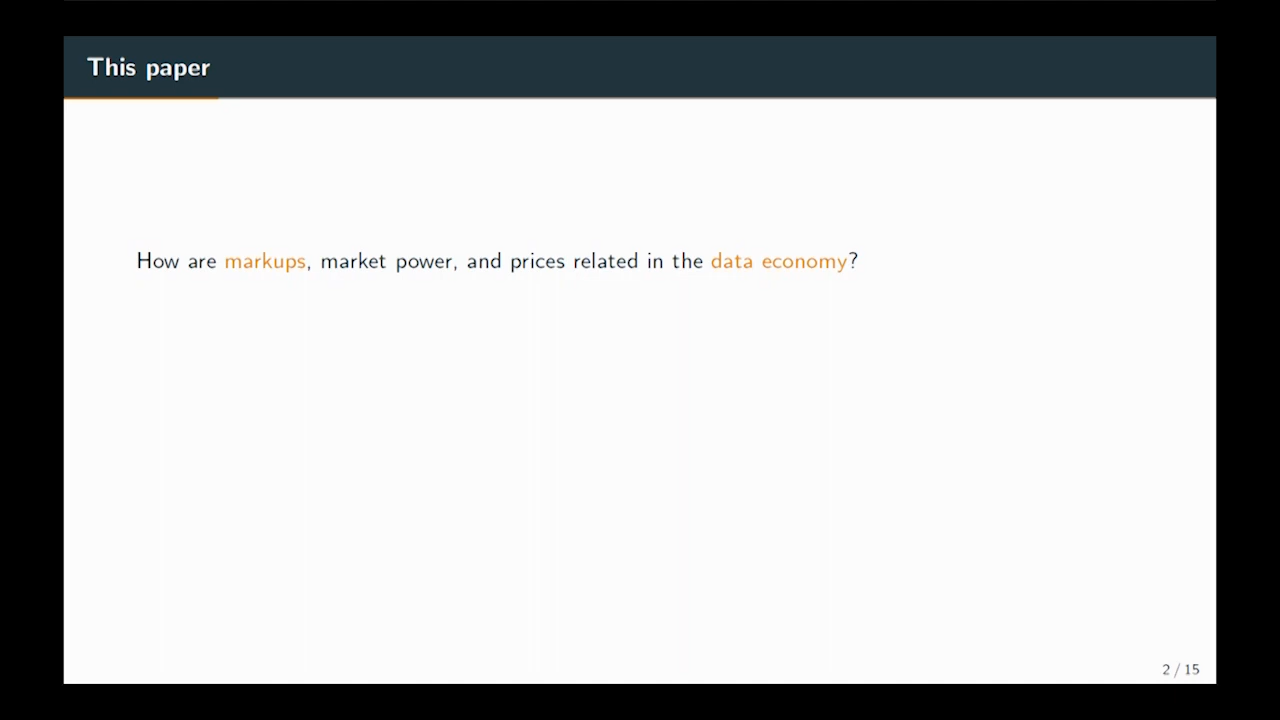 This paper
How are markups, market power, and prices related in the data economy?
2 / 15